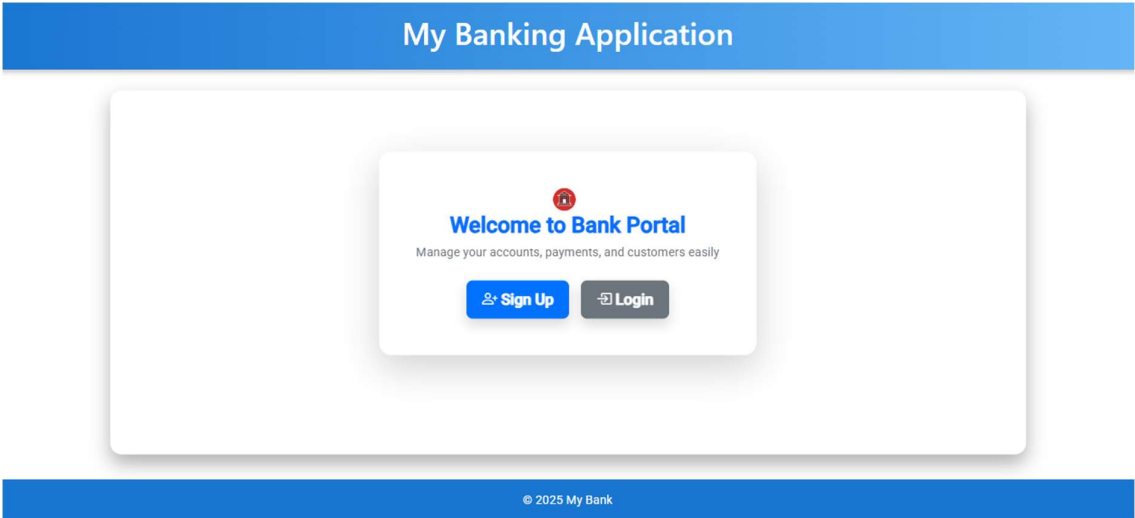 My Banking Application
Welcome to Bank Portal
Manage your accounts, payments, and customers easily
Sign Up Login
© 2025 My Bank